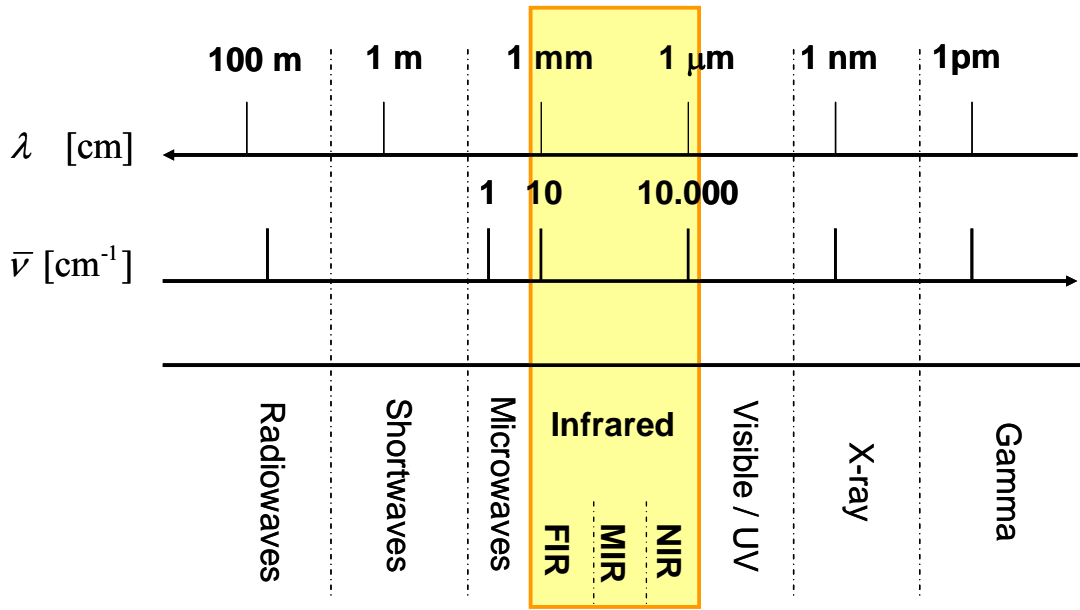 100 m 1 m 1 mm 1 μm 1 nm 1pm
λ [cm]
1 10 10.000
ν̅ [cm⁻¹]
Radiowaves
Shortwaves
Microwaves
Infrared
FIR
MIR
NIR
Visible / UV
X-ray
Gamma